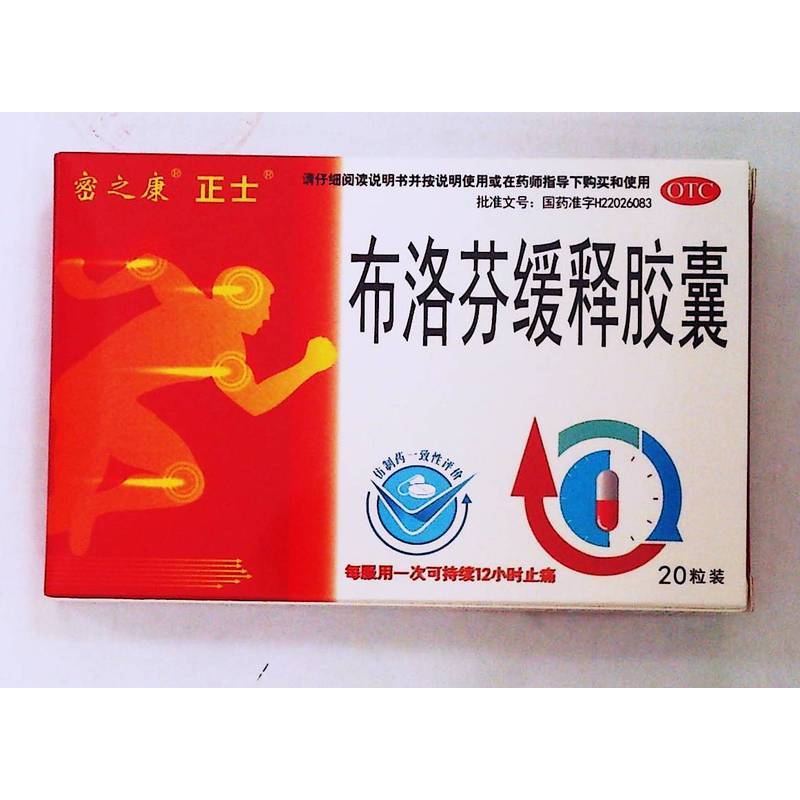 密之康® 正士®
请仔细阅读说明书并按说明使用或在药师指导下购买和使用
OTC
批准文号：国药准字H22026083
布洛芬缓释胶囊
仿制药一致性评价
每服用一次可持续12小时止痛
20粒装